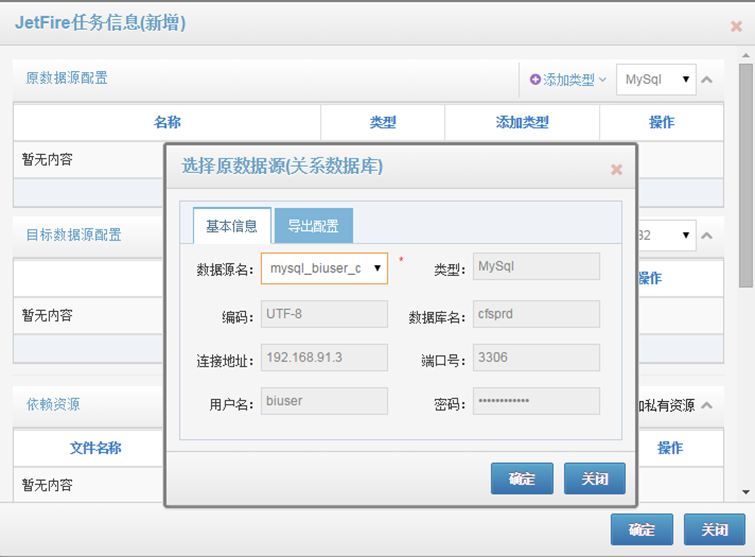 JetFire任务信息(新增)
原数据源配置
添加类型
MySql
名称
类型
添加类型
操作
暂无内容
选择原数据源(关系数据库)
基本信息
导出配置
数据源名：
mysql_biuser_c
*
类型：
MySql
编码：
UTF-8
数据库名：
cfsprd
连接地址：
192.168.91.3
端口号：
3306
用户名：
biuser
密码：
••••••••••••
确定
关闭
目标数据源配置
32
操作
暂无内容
依赖资源
加私有资源
文件名称
操作
暂无内容
确定
关闭